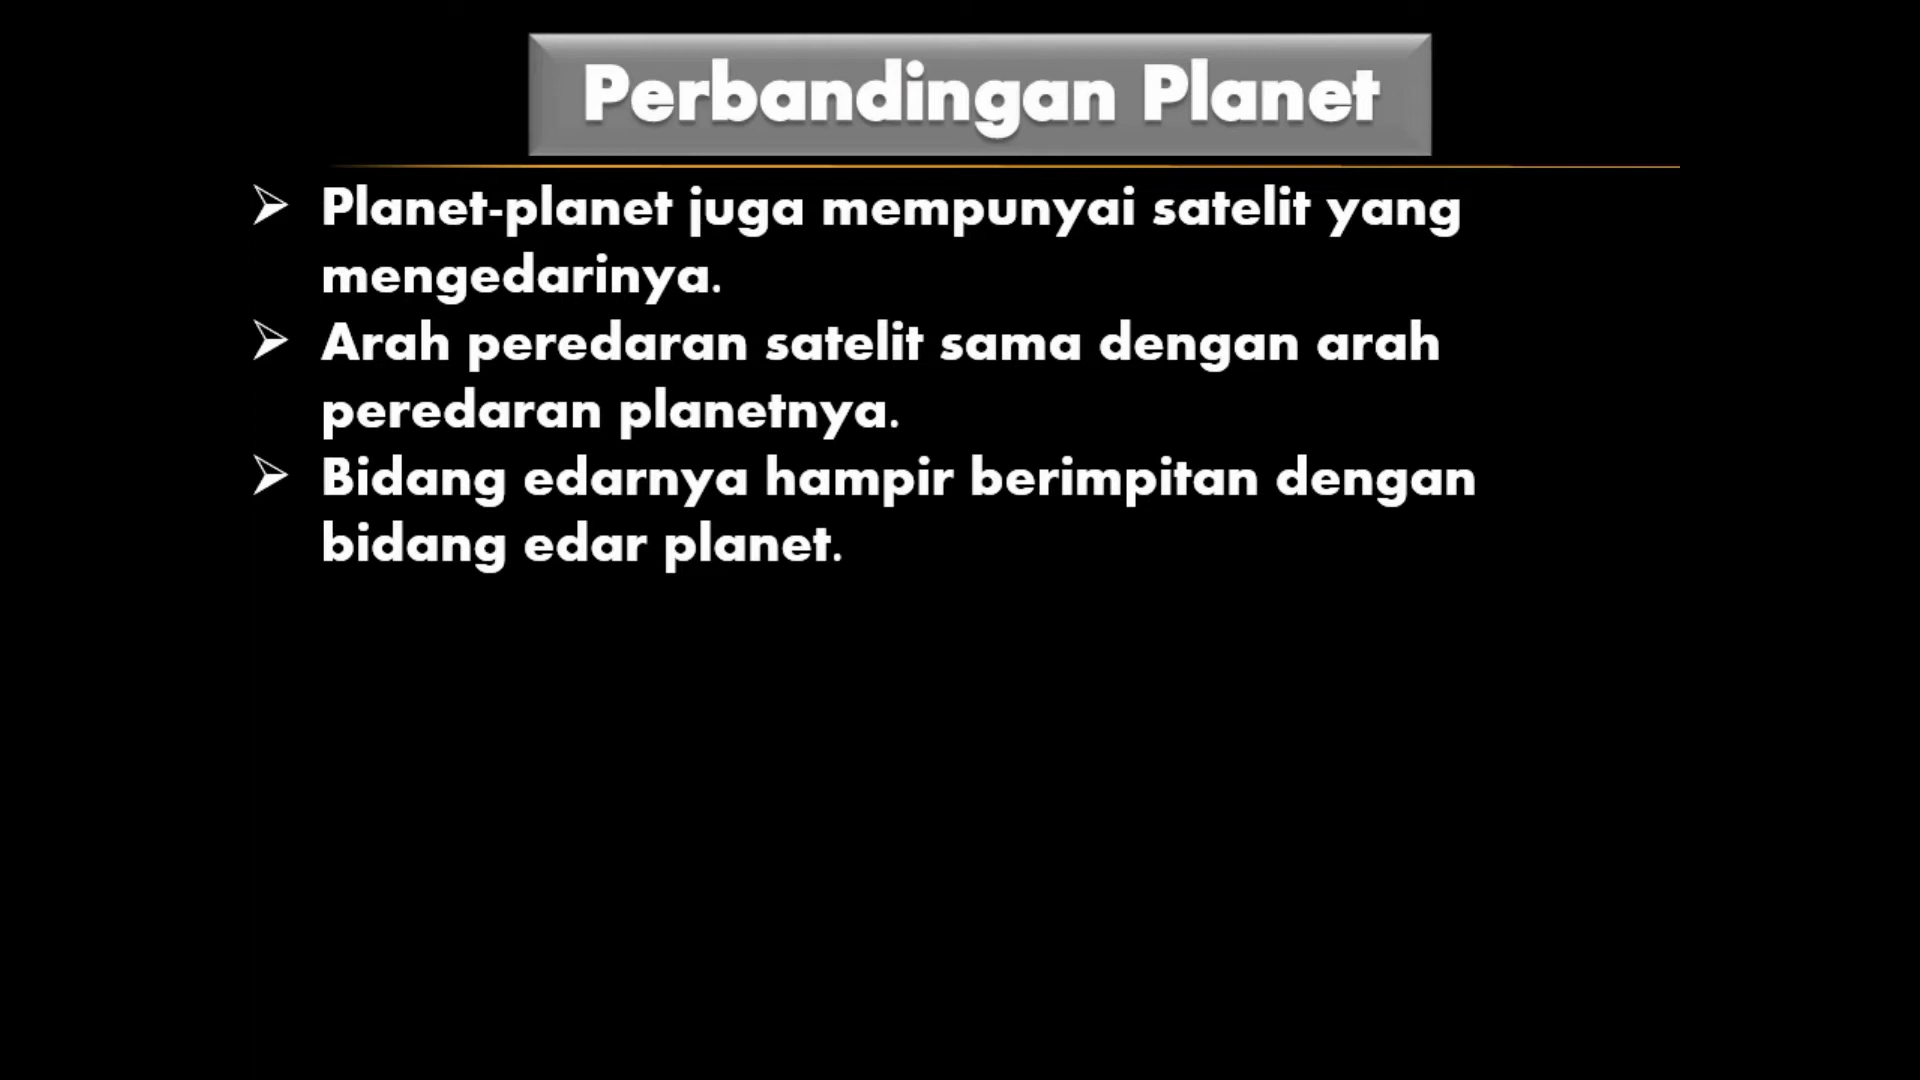 Perbandingan Planet
➢ Planet-planet juga mempunyai satelit yang
mengedarinya.
➢ Arah peredaran satelit sama dengan arah
peredaran planetnya.
➢ Bidang edarnya hampir berimpitan dengan
bidang edar planet.